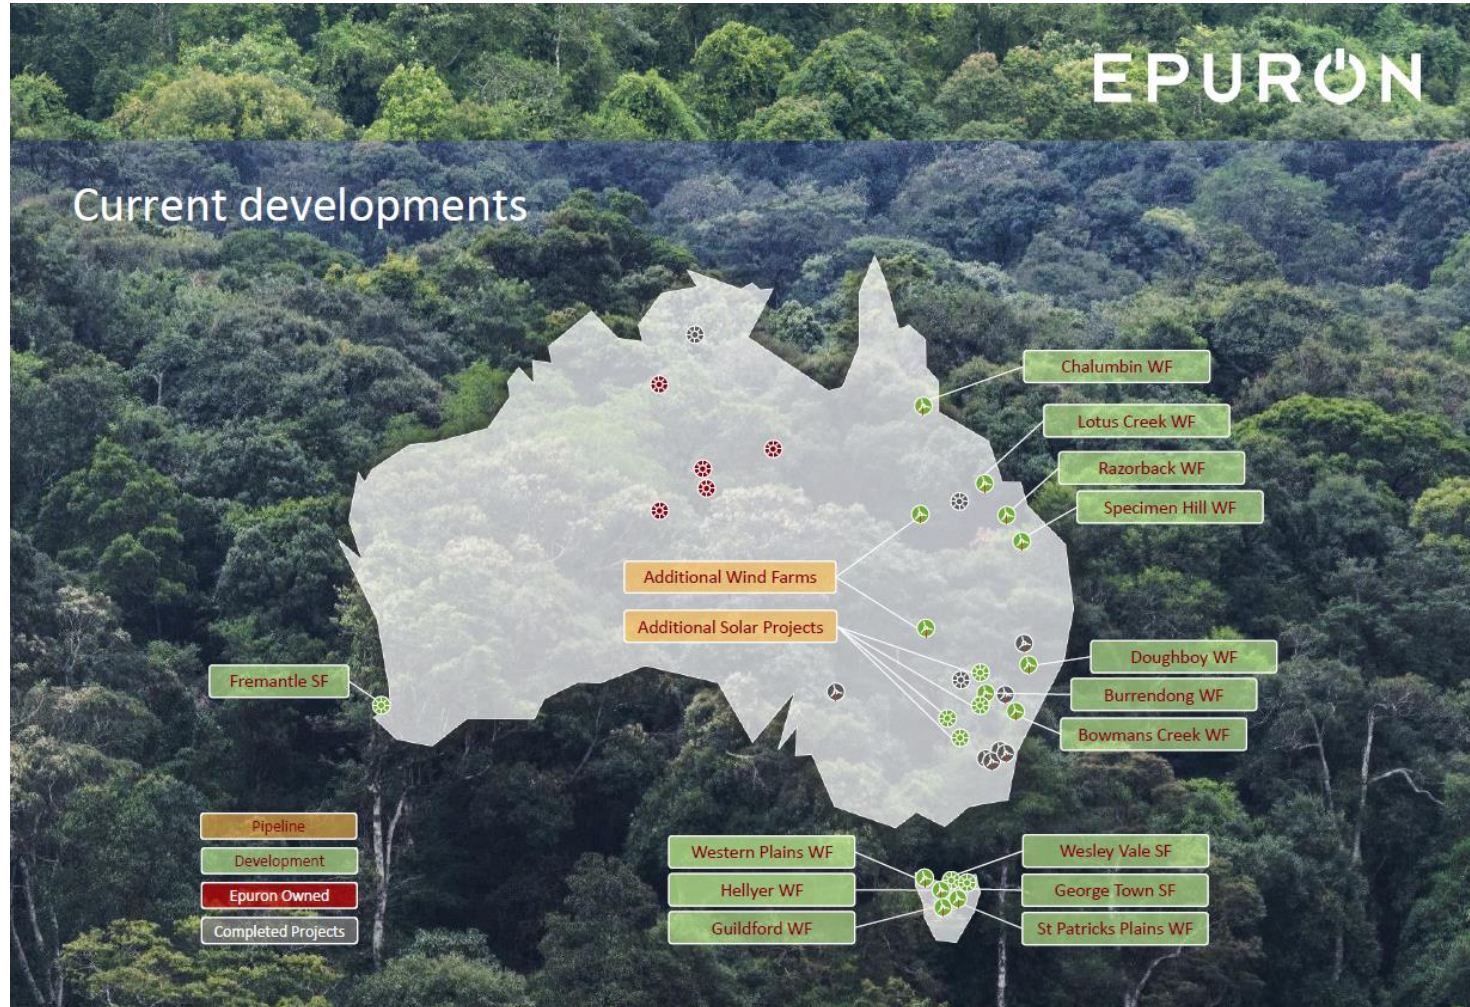 EPURON
Current developments
Chalumbin WF
Lotus Creek WF
Razorback WF
Specimen Hill WF
Additional Wind Farms
Additional Solar Projects
Doughboy WF
Fremantle SF
Burrendong WF
Bowmans Creek WF
Pipeline
Development
Epuron Owned
Completed Projects
Western Plains WF
Hellyer WF
Guildford WF
Wesley Vale SF
George Town SF
St Patricks Plains WF